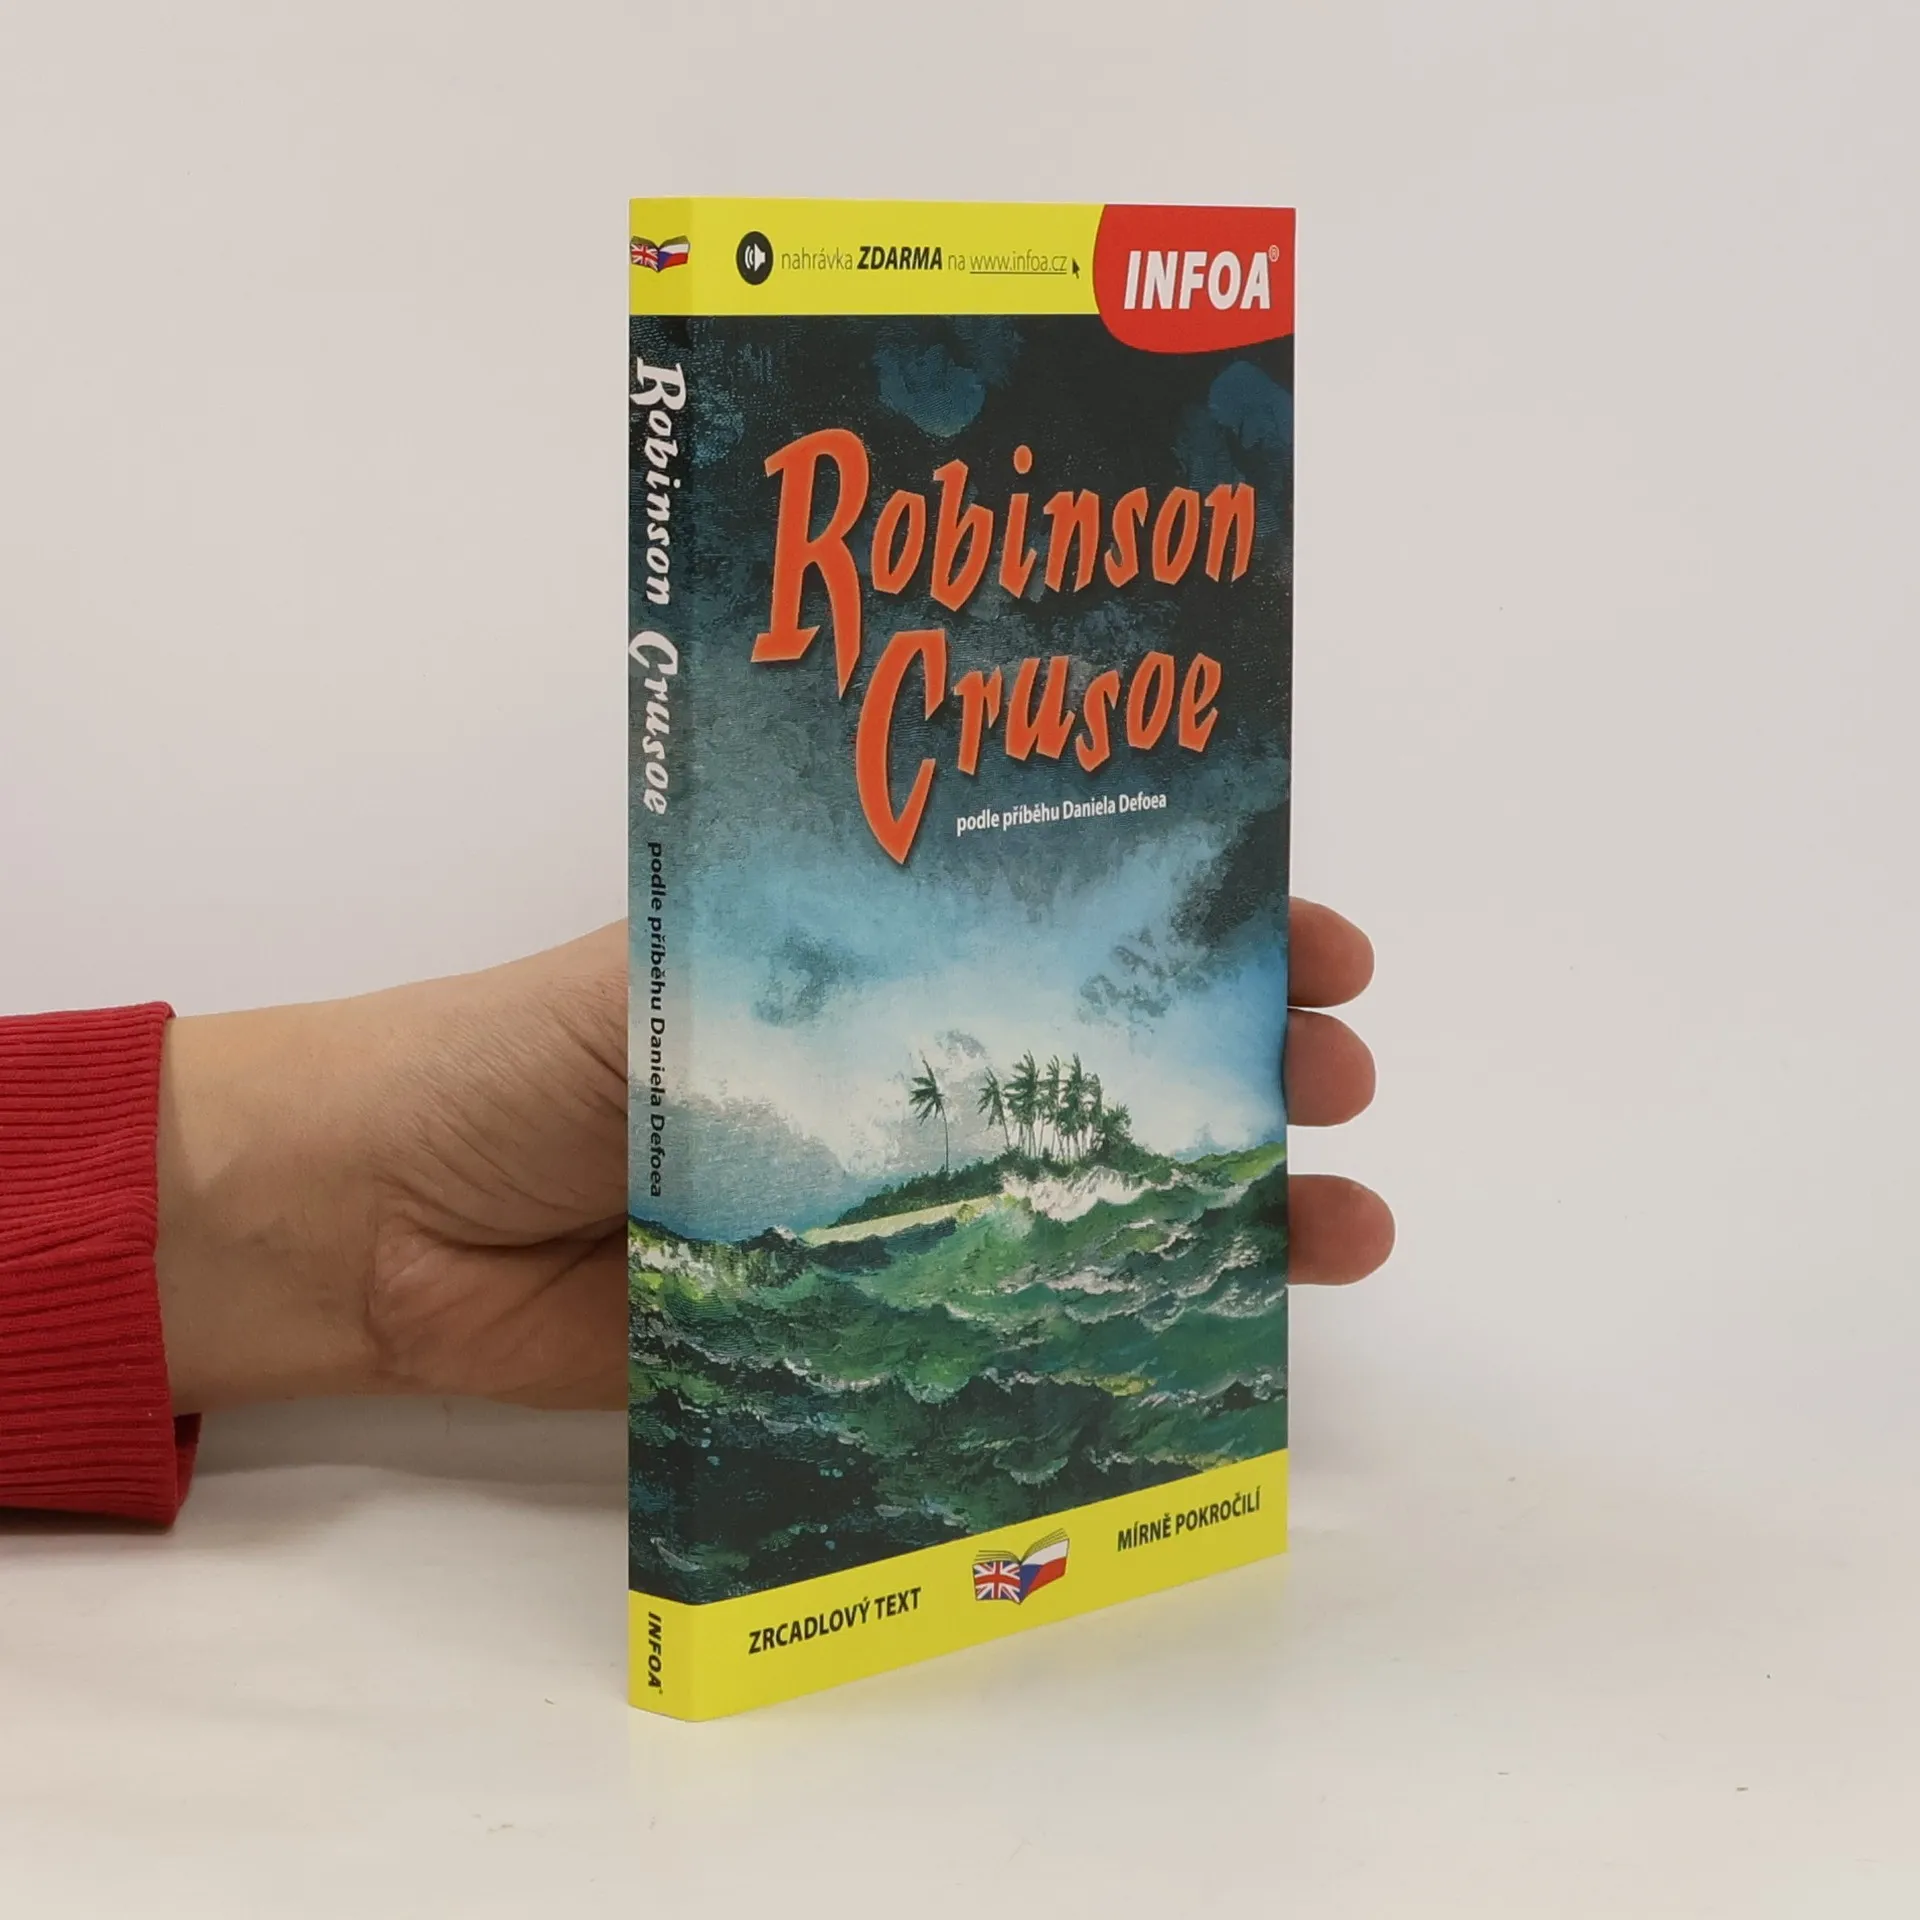 nahrávka ZDARMA na www.infoa.cz
INFOA®
Robinson
Crusoe
podle příběhu Daniela Defoea
ZRCADLOVÝ TEXT
MÍRNĚ POKROČILÍ
Robinson Crusoe podle příběhu Daniela Defoea
INFOA®